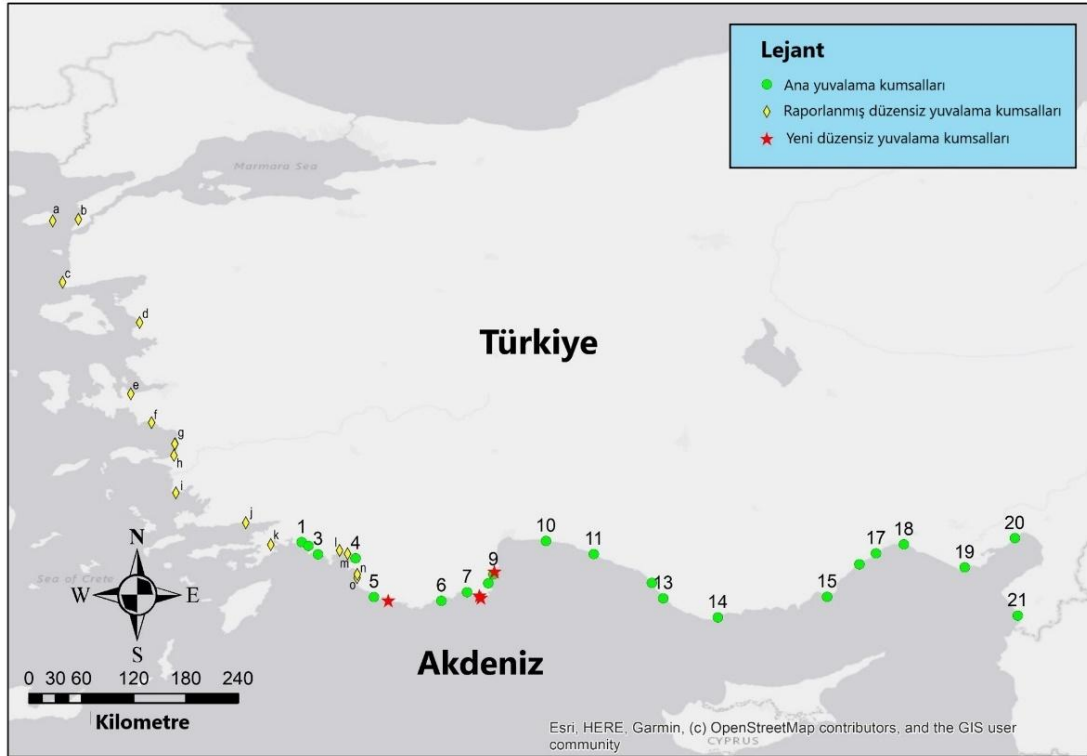 Lejant
Ana yuvalama kumsalları
Raporlanmış düzensiz yuvalama kumsalları
Yeni düzensiz yuvalama kumsalları
Marmara Sea
a
b
c
d
Türkiye
e
f
g
h
i
j
k
1
3
l
m
4
n
o
5
6
7
9
10
11
13
14
15
17
18
19
20
21
Sea of Crete
N
W
E
S
Akdeniz
0 30 60 120 180 240
Kilometre
Esri, HERE, Garmin, (c) OpenStreetMap contributors, and the GIS user
community
CYPRUS